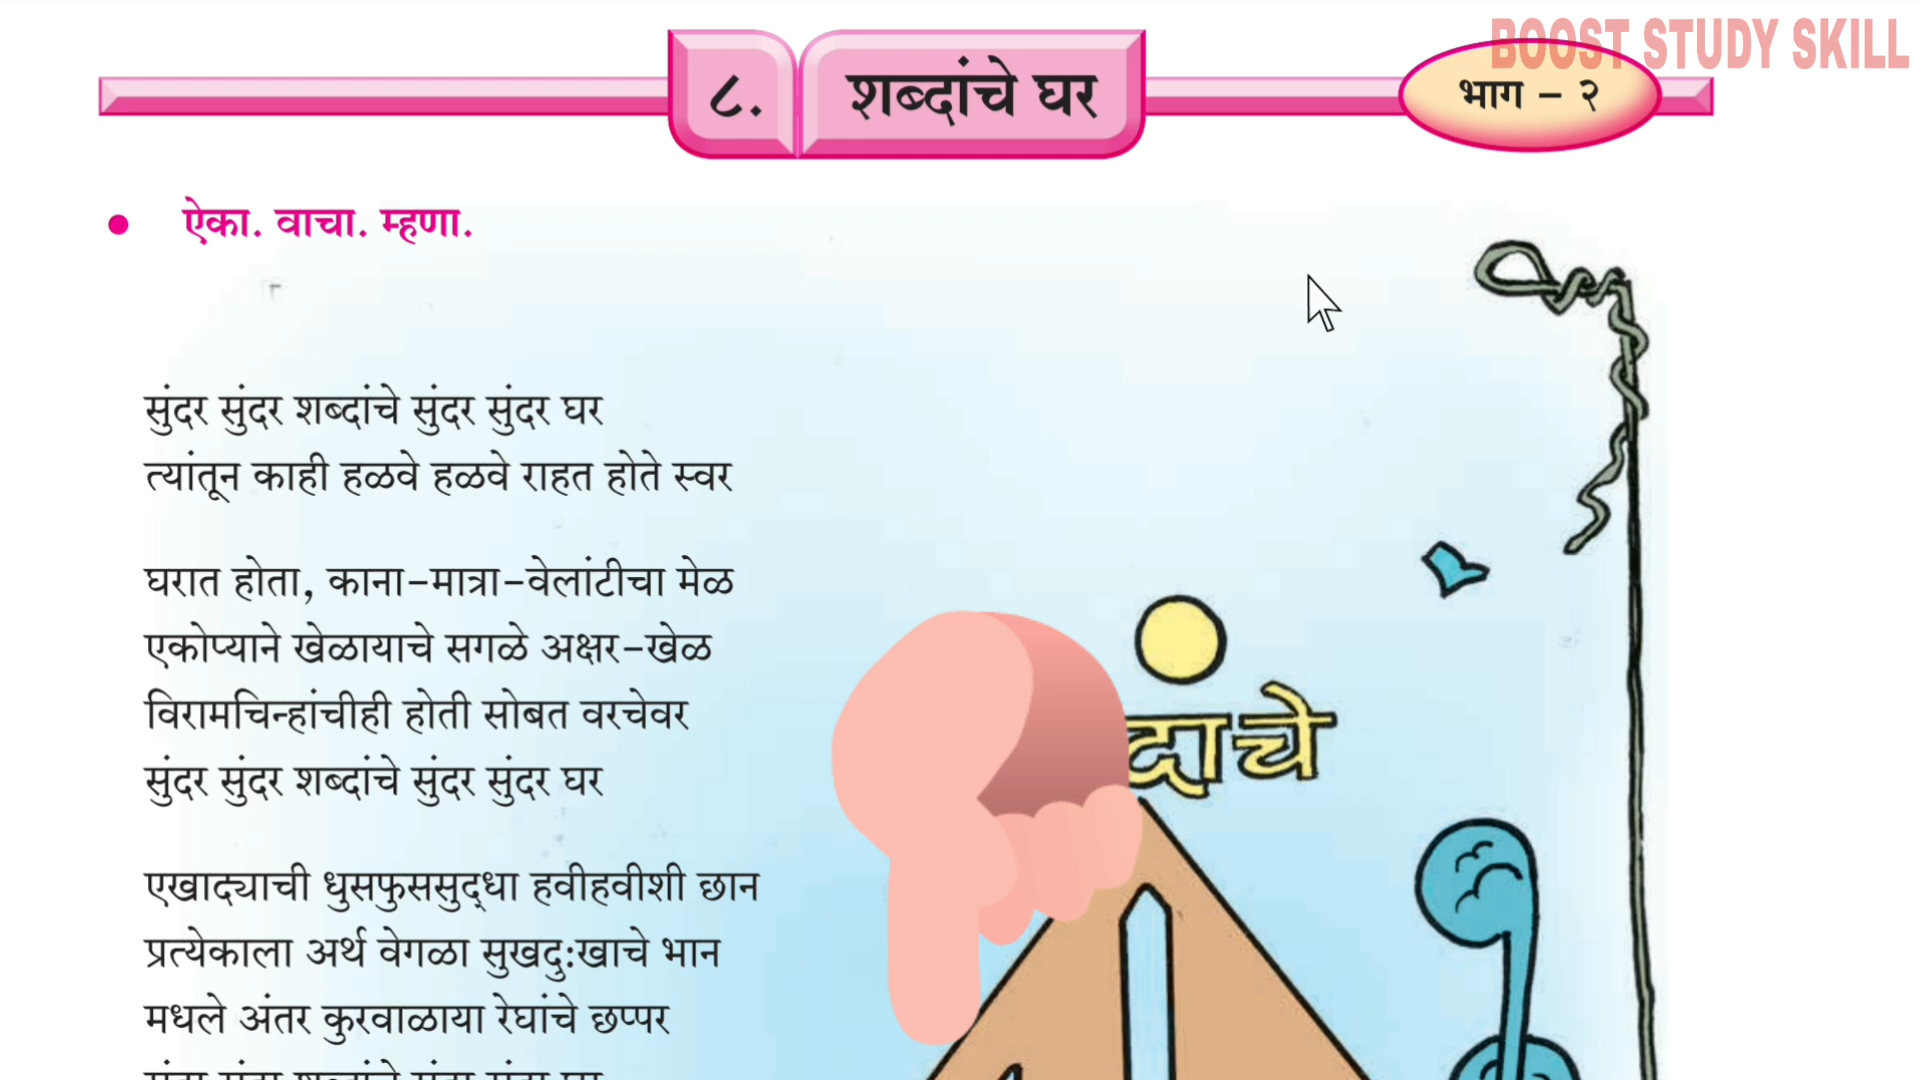 BOOST STUDY SKILL
८. शब्दांचे घर
भाग – २
• ऐका. वाचा. म्हणा.
सुंदर सुंदर शब्दांचे सुंदर सुंदर घर
त्यांतून काही हळवे हळवे राहत होते स्वर
घरात होता, काना-मात्रा-वेलांटीचा मेळ
एकोप्याने खेळायाचे सगळे अक्षर-खेळ
विरामचिन्हांचीही होती सोबत वरचेवर
सुंदर सुंदर शब्दांचे सुंदर सुंदर घर
एखाद्याची धुसफुससुद्धा हवीहवीशी छान
प्रत्येकाला अर्थ वेगळा सुखदुःखाचे भान
मधले अंतर कुरवाळाया रेघांचे छप्पर